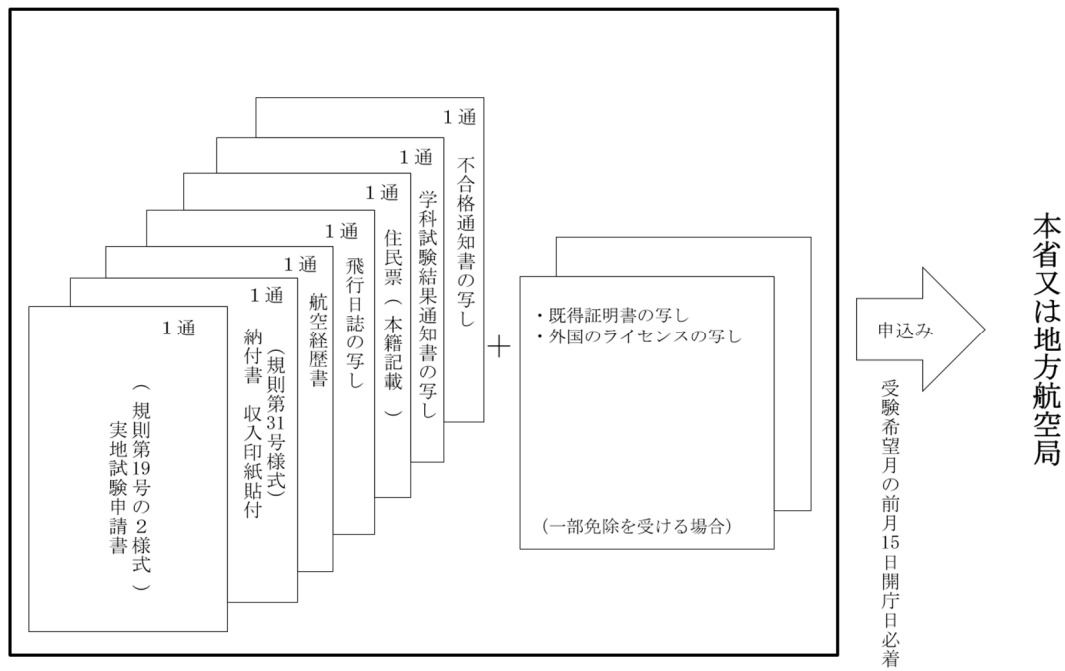 1通
実地試験申請書
(規則第19号の2様式)
1通
納付書 収入印紙貼付
(規則第31号様式)
1通
航空経歴書
1通
飛行日誌の写し
1通
住民票(本籍記載)
1通
学科試験結果通知書の写し
1通
不合格通知書の写し
+
・既得証明書の写し
・外国のライセンスの写し
(一部免除を受ける場合)
申込み
受験希望月の前月15日開庁日必着
本省又は地方航空局